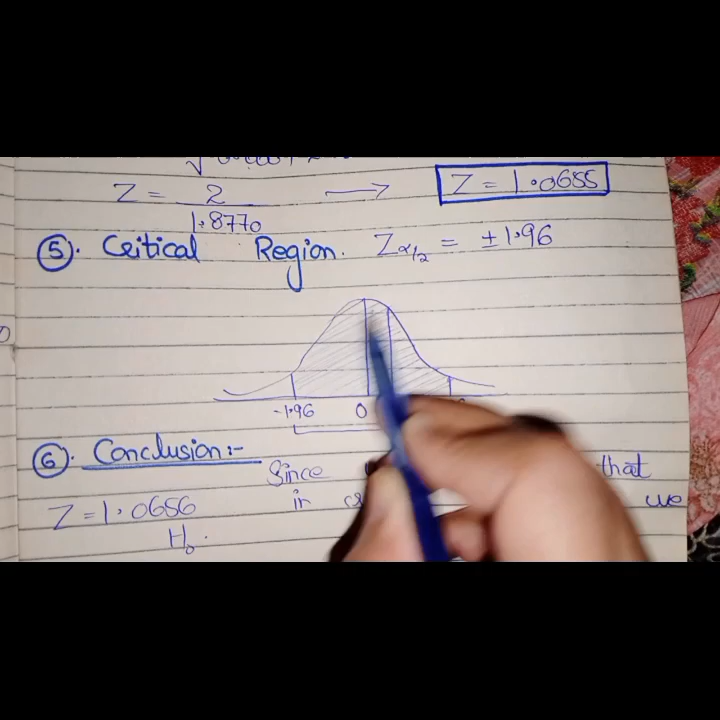 Z = 2 → Z = 1.0655
1.8770
⑤. Critical Region. Zα/2 = ±1.96
-1.96 0
⑥. Conclusion:-
Since that
Z = 1.0656 in we
H₀.